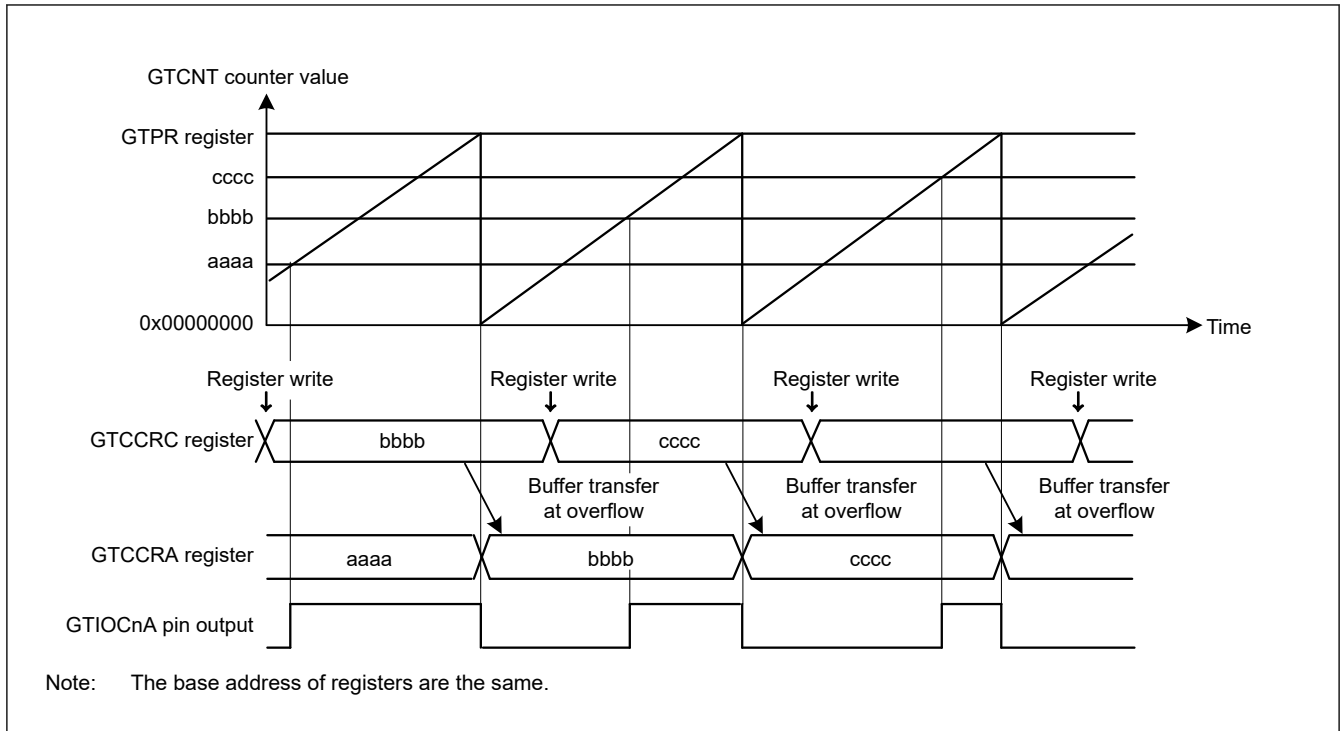 GTCNT counter value
GTPR register
cccc
bbbb
aaaa
0x00000000
Time
Register write Register write Register write Register write
GTCCRC register bbbb cccc
Buffer transfer Buffer transfer Buffer transfer
at overflow at overflow at overflow
GTCCRA register aaaa bbbb cccc
GTIOCnA pin output
Note: The base address of registers are the same.